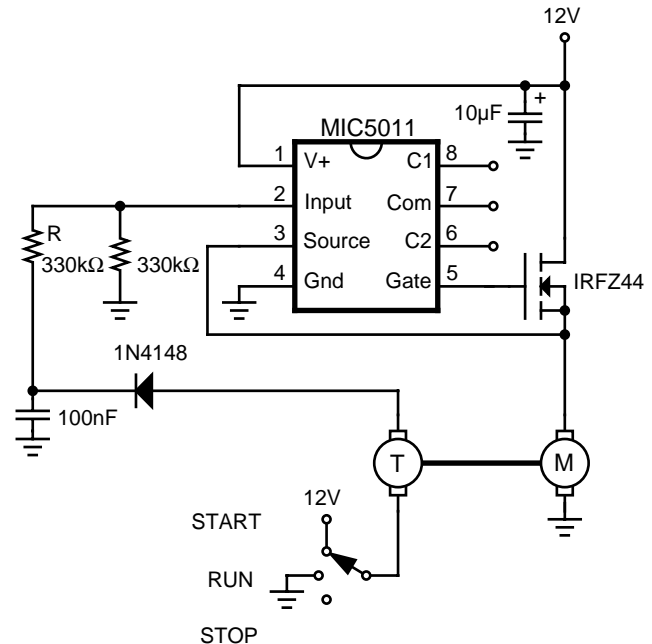 12V
10µF +
MIC5011
1 V+ C1 8
2 Input Com 7
3 Source C2 6
4 Gnd Gate 5
R
330kΩ 330kΩ
IRFZ44
1N4148
100nF
T M
12V
START
RUN
STOP